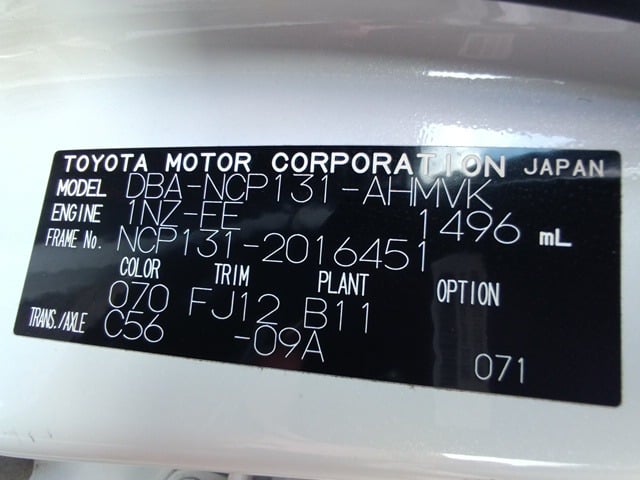 TOYOTA MOTOR CORPORATION JAPAN
MODEL DBA-NCP131-AHMVK
ENGINE 1NZ-FE 1496 mL
FRAME No. NCP131-2016451
COLOR TRIM PLANT OPTION
070 FJ12 B11
TRANS./AXLE C56 -09A
071